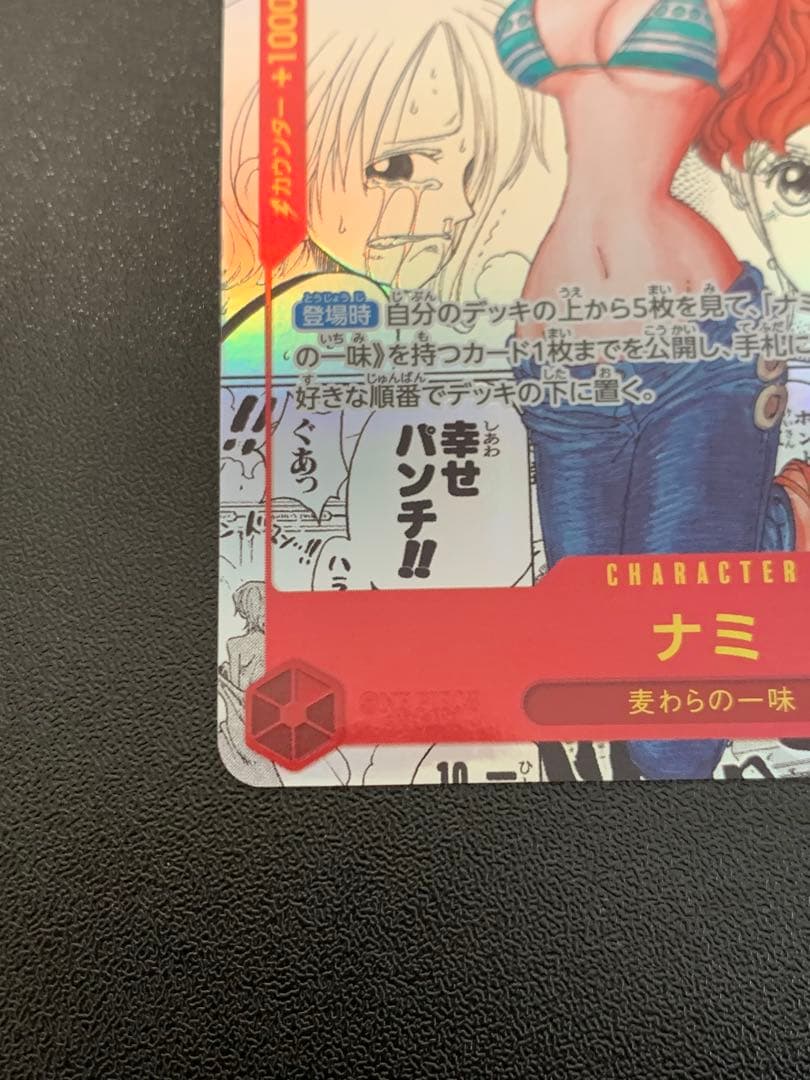 ⚡カウンター +1000
登場時 自分のデッキの上から5枚を見て、「ナ
の一味》を持つカード1枚までを公開し、手札に
好きな順番でデッキの下に置く。
!!
ぐあっ
幸せ
パンチ!!
ハラ
CHARACTER
ナミ
麦わらの一味
10